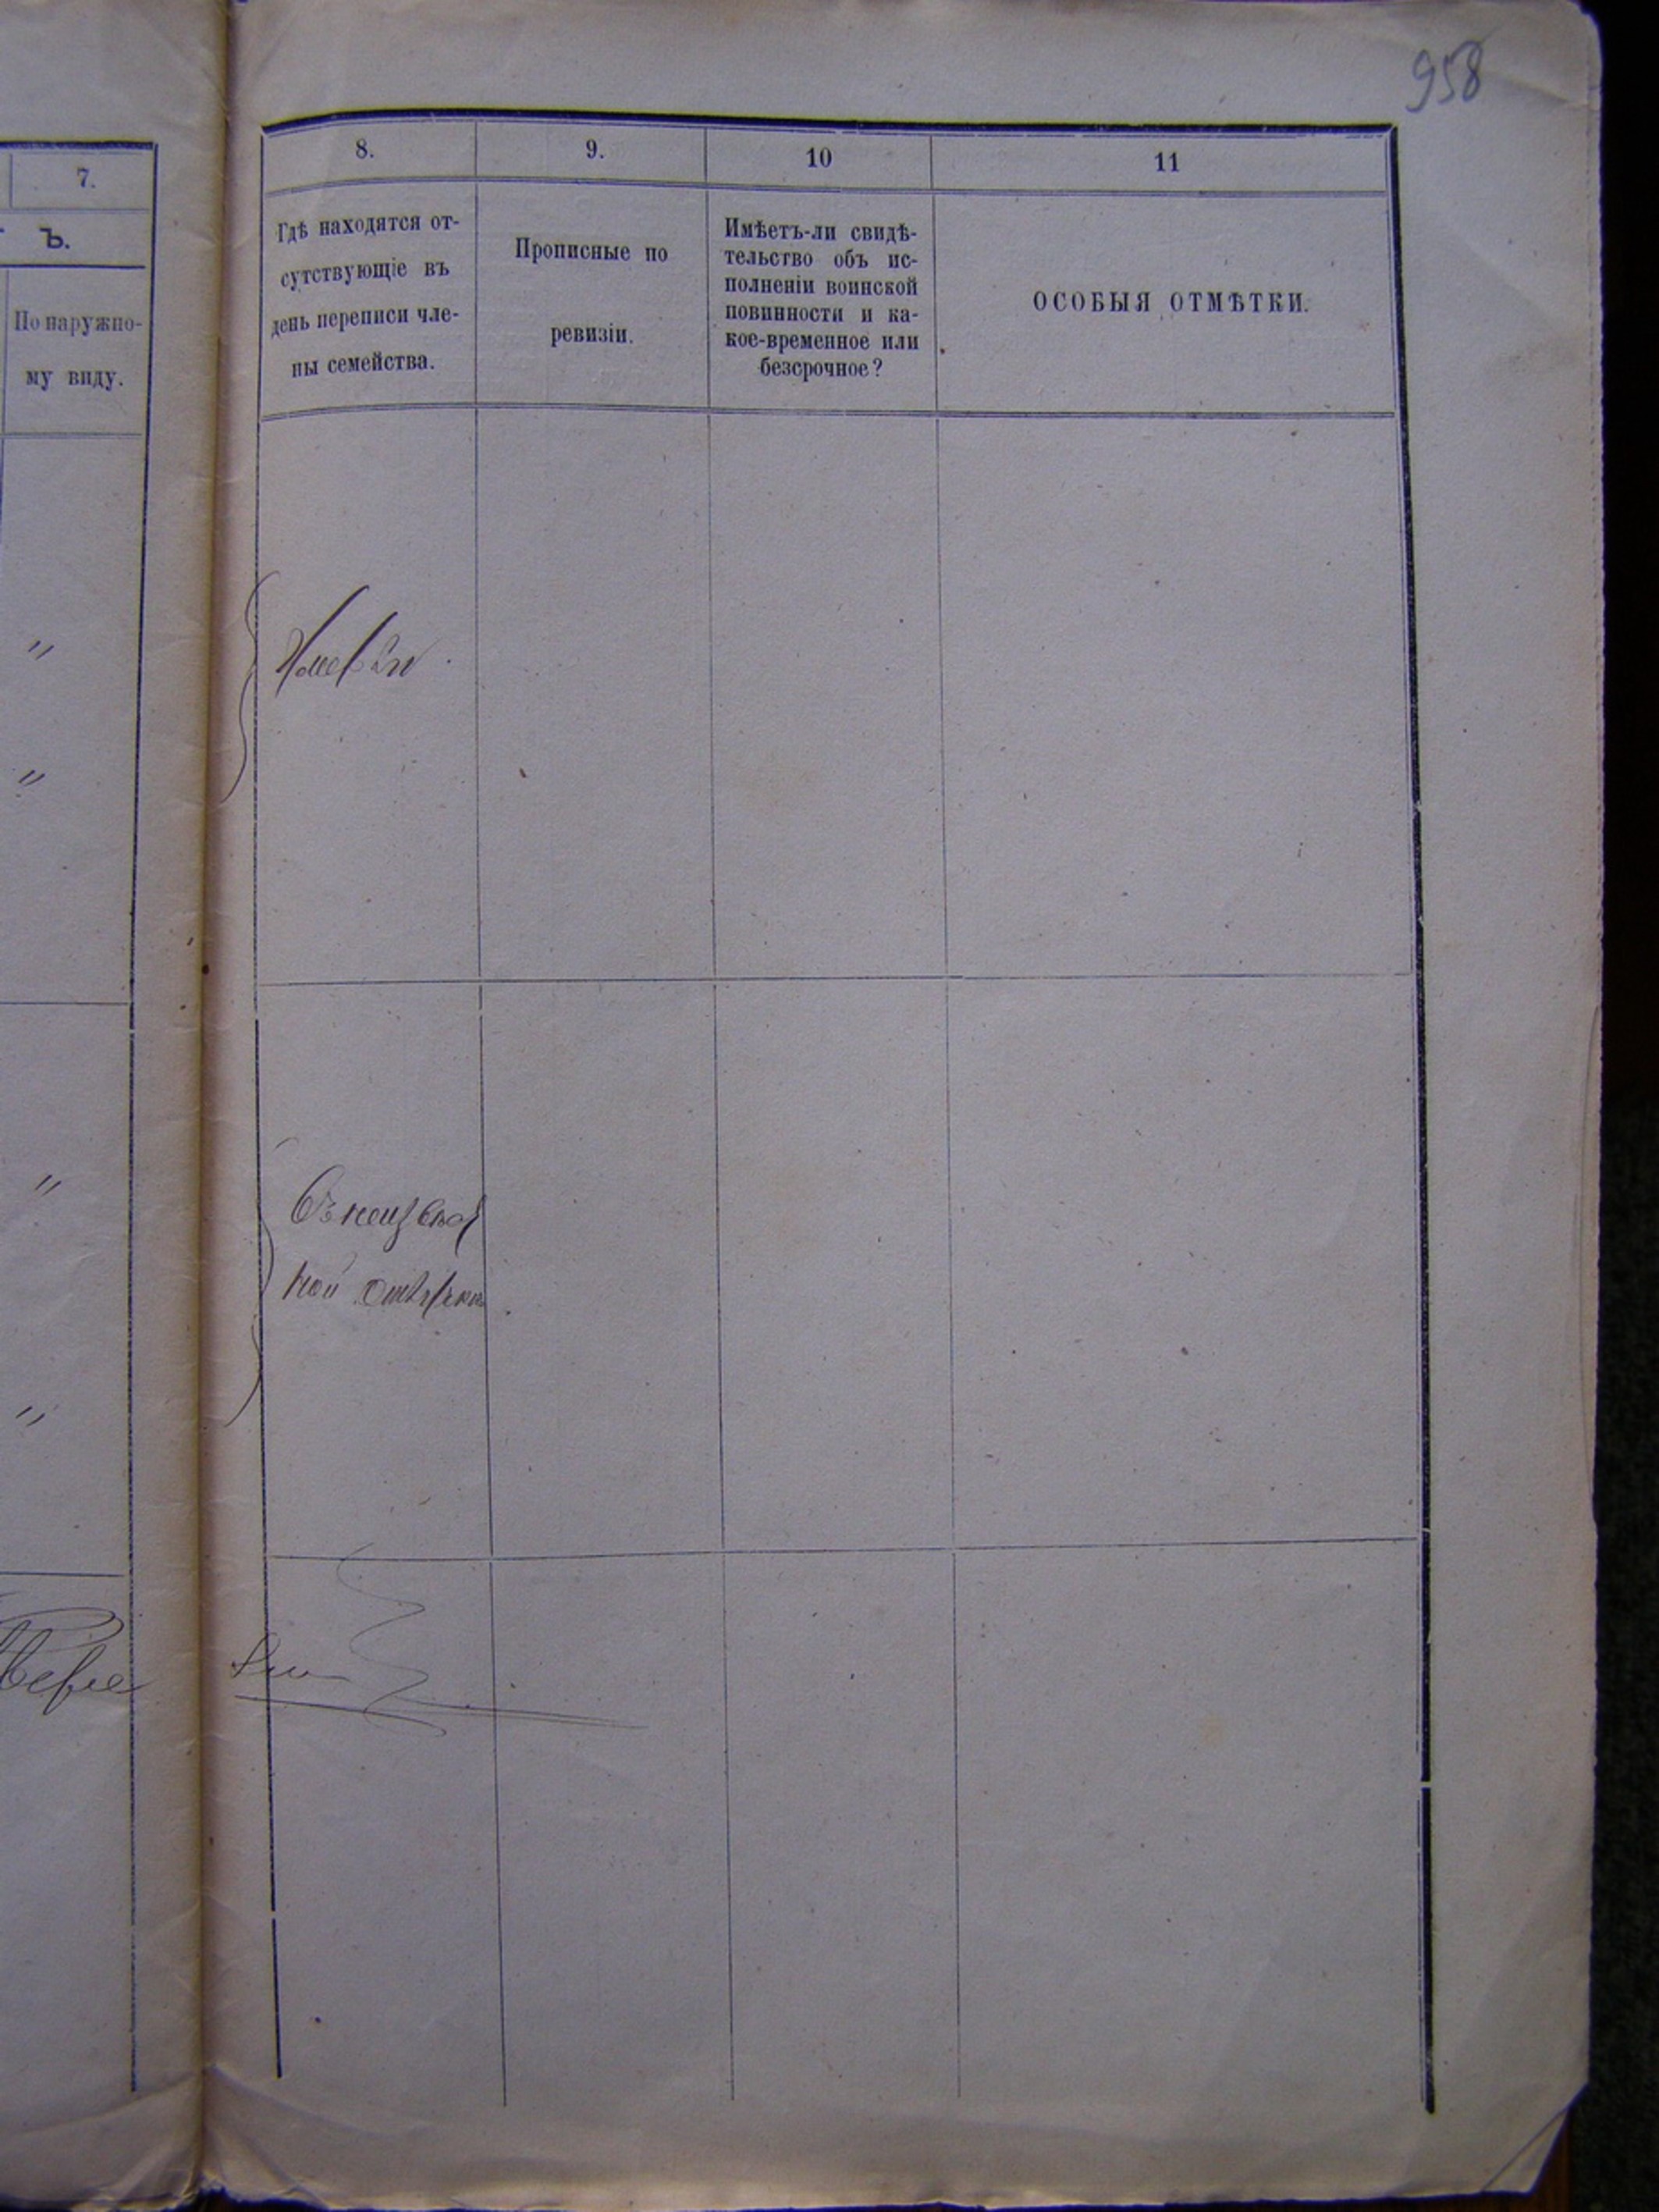 958
7.
Ъ.
По наружно-
му виду.
"
"
"
"
8.
9.
10
11
Гдѣ находятся от-
сутствующіе въ
день переписи чле-
ны семейства.
Прописные по
ревизіи.
Имѣетъ-ли свидѣ-
тельство объ ис-
полненіи воинской
повинности и ка-
кое-временное или
безсрочное?
ОСОБЫЯ ОТМѢТКИ.